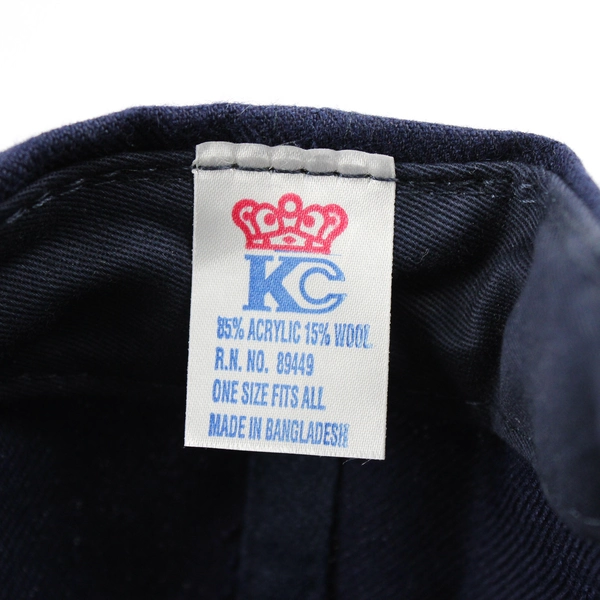 KC
85% ACRYLIC 15% WOOL
R.N. NO. 89449
ONE SIZE FITS ALL
MADE IN BANGLADESH